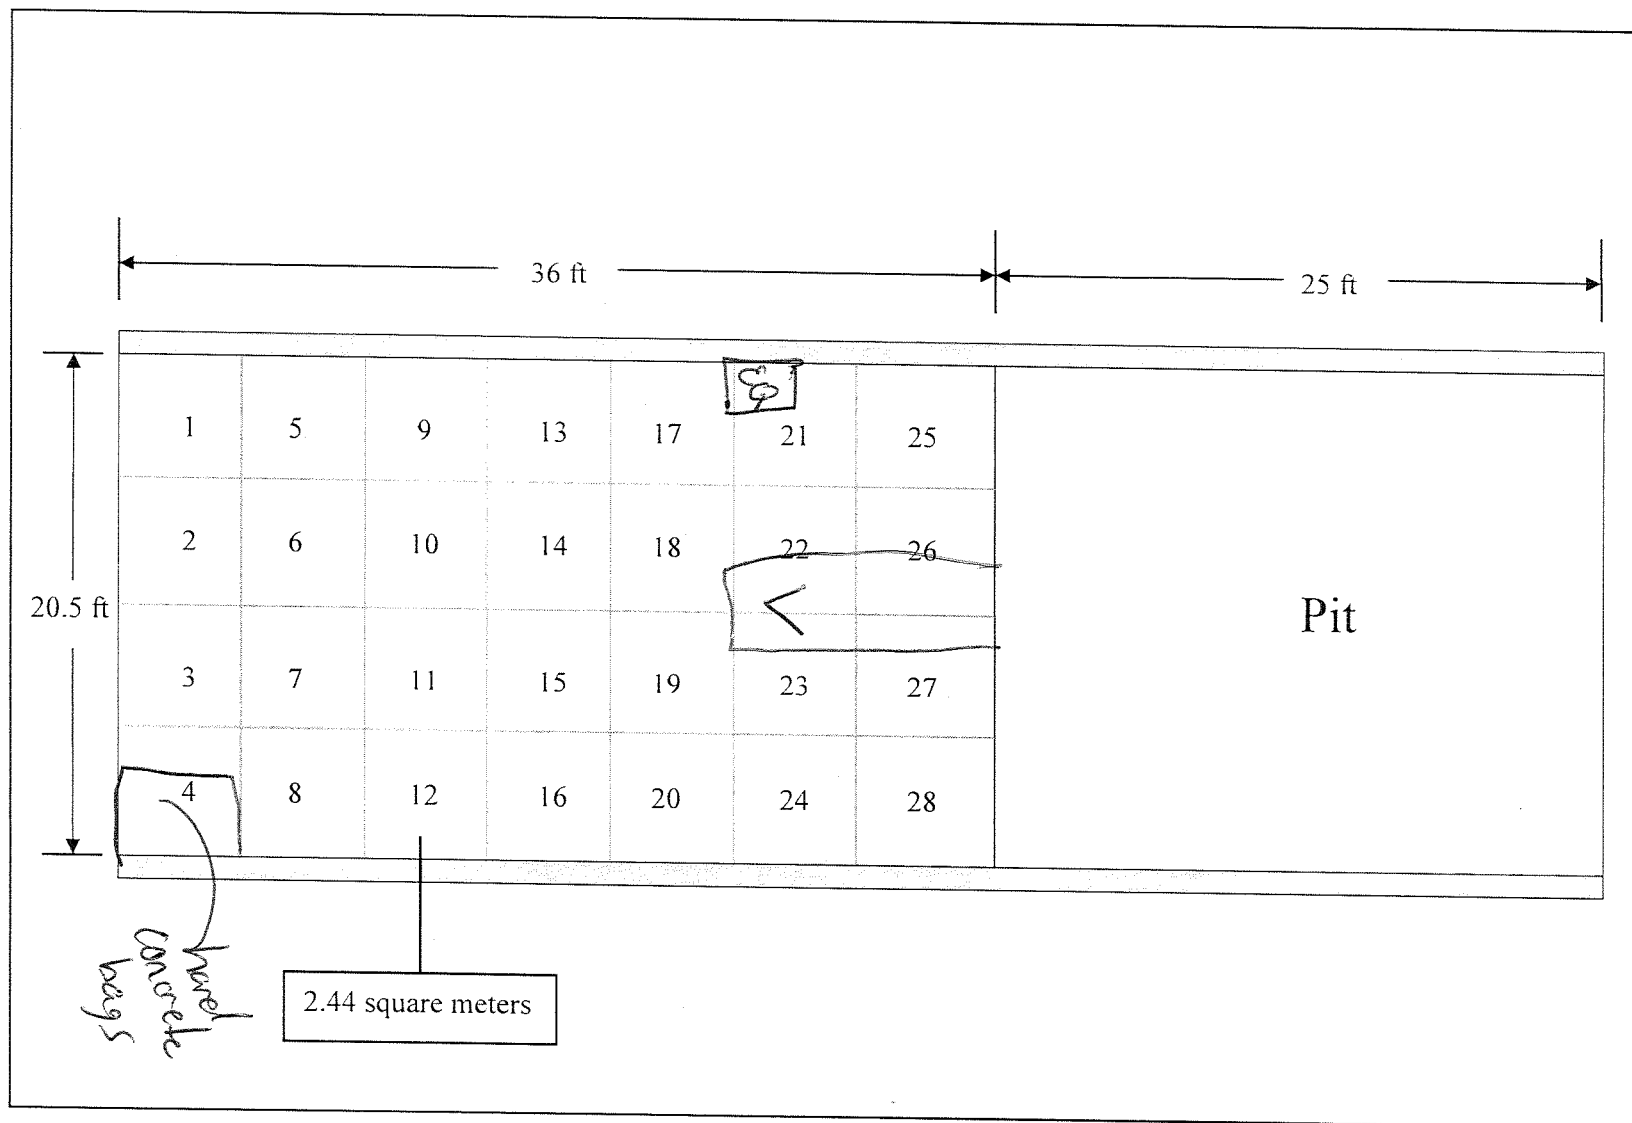 36 ft
25 ft
1 5 9 13 17 21 25
2 6 10 14 18 22 26
20.5 ft
Pit
3 7 11 15 19 23 27
4 8 12 16 20 24 28
hard
concrete
bags
2.44 square meters